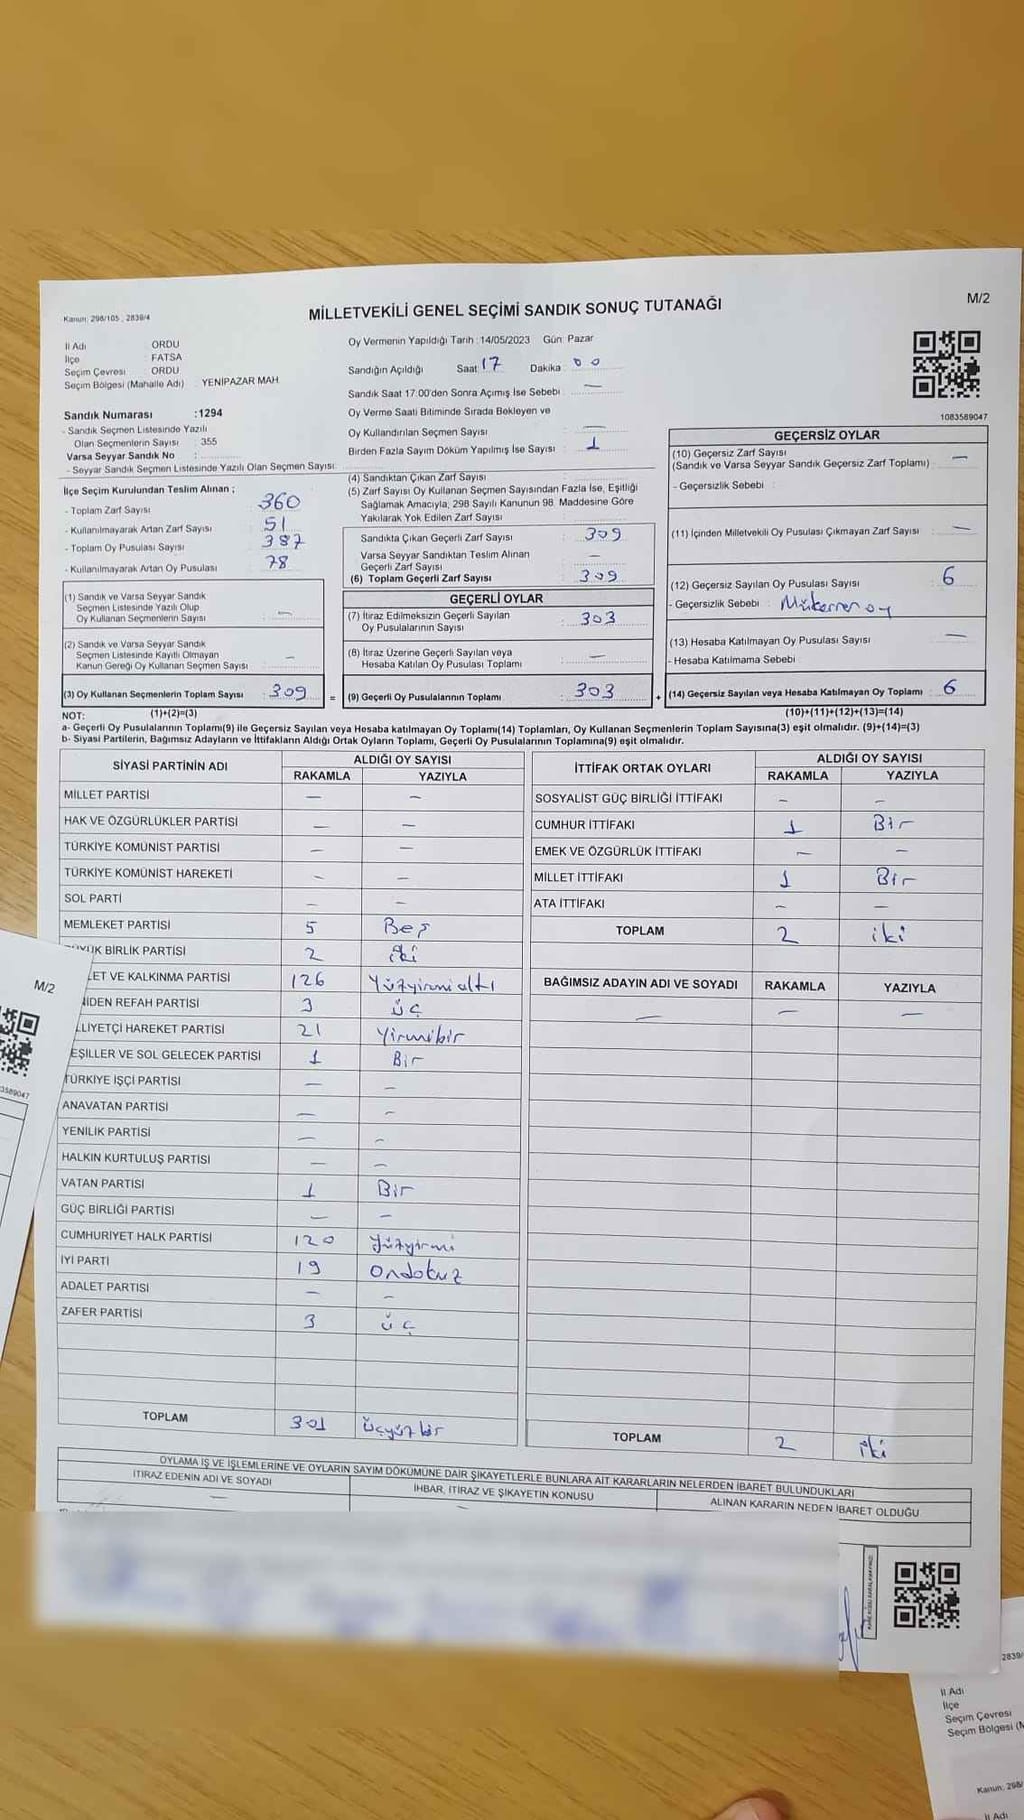 M/2
Kanun: 298/105 , 2839/4
MİLLETVEKİLİ GENEL SEÇİMİ SANDIK SONUÇ TUTANAĞI
İl Adı ORDU
İlçe FATSA
Seçim Çevresi : ORDU
Seçim Bölgesi (Mahalle Adı) : YENİPAZAR MAH.
Sandık Numarası :1294
- Sandık Seçmen Listesinde Yazılı
Olan Seçmenlerin Sayısı : 355
Varsa Seyyar Sandık No :
- Seyyar Sandık Seçmen Listesinde Yazılı Olan Seçmen Sayısı:
Oy Vermenin Yapıldığı Tarih : 14/05/2023 Gün: Pazar
Sandığın Açıldığı Saat 17 Dakika 00
Sandık Saat 17:00'den Sonra Açımış İse Sebebi : —
Oy Verme Saati Bitiminde Sırada Bekleyen ve
Oy Kullandırılan Seçmen Sayısı : —
Birden Fazla Sayım Döküm Yapılmış İse Sayısı : 1
1083589047
İlçe Seçim Kurulundan Teslim Alınan ;
- Toplam Zarf Sayısı : 360
- Kullanılmayarak Artan Zarf Sayısı : 51
- Toplam Oy Pusulası Sayısı : 387
- Kullanılmayarak Artan Oy Pusulası : 78
(1) Sandık ve Varsa Seyyar Sandık
Seçmen Listesinde Yazılı Olup
Oy Kullanan Seçmenlerin Sayısı : —
(2) Sandık ve Varsa Seyyar Sandık
Seçmen Listesinde Kayıtlı Olmayan
Kanun Gereği Oy Kullanan Seçmen Sayısı : —
(3) Oy Kullanan Seçmenlerin Toplam Sayısı : 309 =
(1)+(2)=(3)
(4) Sandıktan Çıkan Zarf Sayısı :
(5) Zarf Sayısı Oy Kullanan Seçmen Sayısından Fazla İse, Eşitliği
Sağlamak Amacıyla, 298 Sayılı Kanunun 98. Maddesine Göre
Yakılarak Yok Edilen Zarf Sayısı
Sandıkta Çıkan Geçerli Zarf Sayısı : 309
Varsa Seyyar Sandıktan Teslim Alınan
Geçerli Zarf Sayısı : —
(6) Toplam Geçerli Zarf Sayısı : 309
GEÇERLİ OYLAR
(7) İtiraz Edilmeksizin Geçerli Sayılan
Oy Pusulalarının Sayısı : 303
(8) İtiraz Üzerine Geçerli Sayılan veya
Hesaba Katılan Oy Pusulası Toplamı : —
(9) Geçerli Oy Pusulalarının Toplamı : 303 +
GEÇERSİZ OYLAR
(10) Geçersiz Zarf Sayısı
(Sandık ve Varsa Seyyar Sandık Geçersiz Zarf Toplamı) : —
- Geçersizlik Sebebi :
(11) İçinden Milletvekili Oy Pusulası Çıkmayan Zarf Sayısı : —
(12) Geçersiz Sayılan Oy Pusulası Sayısı : 6
- Geçersizlik Sebebi : Mükerrer oy
(13) Hesaba Katılmayan Oy Pusulası Sayısı : —
- Hesaba Katılmama Sebebi
(14) Geçersiz Sayılan veya Hesaba Katılmayan Oy Toplamı : 6
(10)+(11)+(12)+(13)=(14)
NOT:
a- Geçerli Oy Pusulalarının Toplamı(9) ile Geçersiz Sayılan veya Hesaba katılmayan Oy Toplamı(14) Toplamları, Oy Kullanan Seçmenlerin Toplam Sayısına(3) eşit olmalıdır. (9)+(14)=(3)
b- Siyasi Partilerin, Bağımsız Adayların ve İttifakların Aldığı Ortak Oyların Toplamı, Geçerli Oy Pusulalarının Toplamına(9) eşit olmalıdır.
SİYASİ PARTİNİN ADI ALDIĞI OY SAYISI
RAKAMLA YAZIYLA
MİLLET PARTİSİ — —
HAK VE ÖZGÜRLÜKLER PARTİSİ — —
TÜRKİYE KOMÜNİST PARTİSİ — —
TÜRKİYE KOMÜNİST HAREKETİ — —
SOL PARTİ — —
MEMLEKET PARTİSİ 5 Beş
YÜK BİRLİK PARTİSİ 2 iki
LET VE KALKINMA PARTİSİ 126 Yüzyirmialtı
NİDEN REFAH PARTİSİ 3 üç
LLİYETÇİ HAREKET PARTİSİ 21 Yirmibir
EŞİLLER VE SOL GELECEK PARTİSİ 1 Bir
TÜRKİYE İŞÇİ PARTİSİ — —
ANAVATAN PARTİSİ — —
YENİLİK PARTİSİ — —
HALKIN KURTULUŞ PARTİSİ — —
VATAN PARTİSİ 1 Bir
GÜÇ BİRLİĞİ PARTİSİ — —
CUMHURİYET HALK PARTİSİ 120 Yüzyirmi
İYİ PARTİ 19 Ondokuz
ADALET PARTİSİ — —
ZAFER PARTİSİ 3 üç
TOPLAM 301 üçyüzbir
İTTİFAK ORTAK OYLARI ALDIĞI OY SAYISI
RAKAMLA YAZIYLA
SOSYALİST GÜÇ BİRLİĞİ İTTİFAKI — —
CUMHUR İTTİFAKI 1 Bir
EMEK VE ÖZGÜRLÜK İTTİFAKI — —
MİLLET İTTİFAKI 1 Bir
ATA İTTİFAKI — —
TOPLAM 2 iki
BAĞIMSIZ ADAYIN ADI VE SOYADI RAKAMLA YAZIYLA
— — —
TOPLAM 2 iki
OYLAMA İŞ VE İŞLEMLERİNE VE OYLARIN SAYIM DÖKÜMÜNE DAİR ŞİKAYETLERLE BUNLARA AİT KARARLARIN NELERDEN İBARET BULUNDUKLARI
İTİRAZ EDENİN ADI VE SOYADI İHBAR, İTİRAZ VE ŞİKAYETİN KONUSU ALINAN KARARIN NEDEN İBARET OLDUĞU
— —
M/2
3589047
2839/
İl Adı
İlçe
Seçim Çevresi
Seçim Bölgesi (M
Kanun: 298/
İl Adı